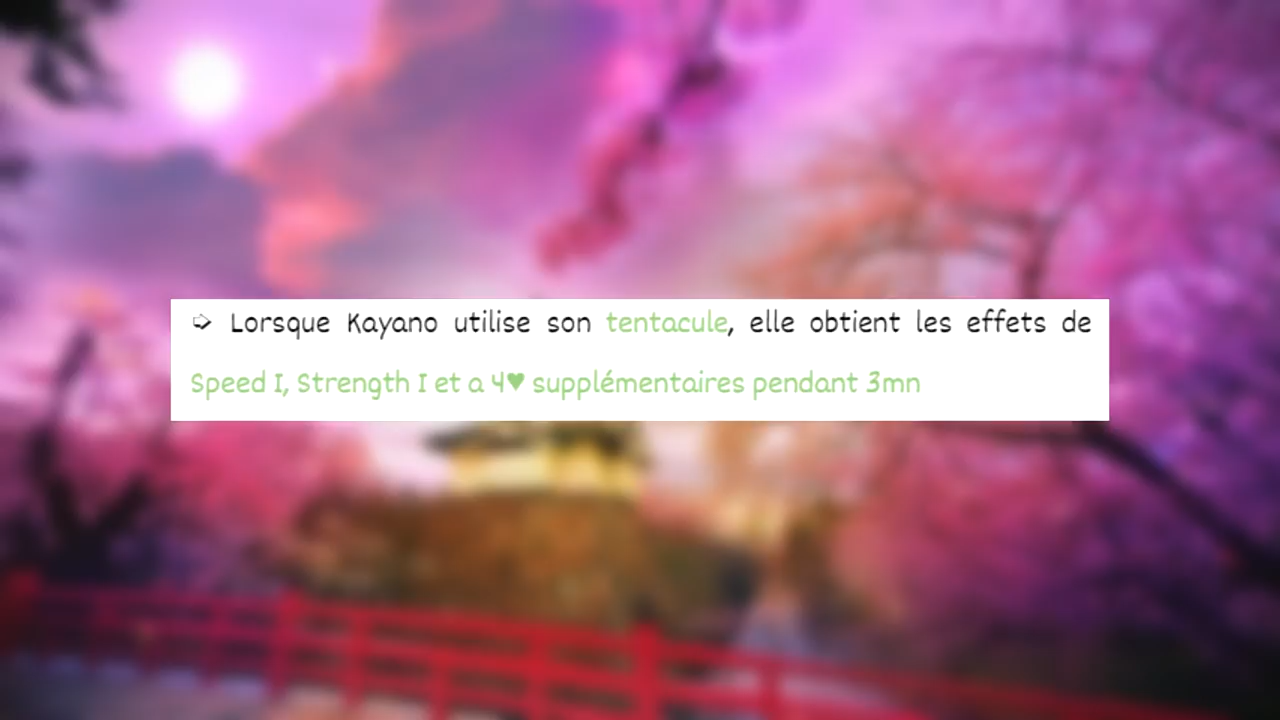 ➩ Lorsque Kayano utilise son tentacule, elle obtient les effets de
Speed I, Strength I et a 4♥ supplémentaires pendant 3mn